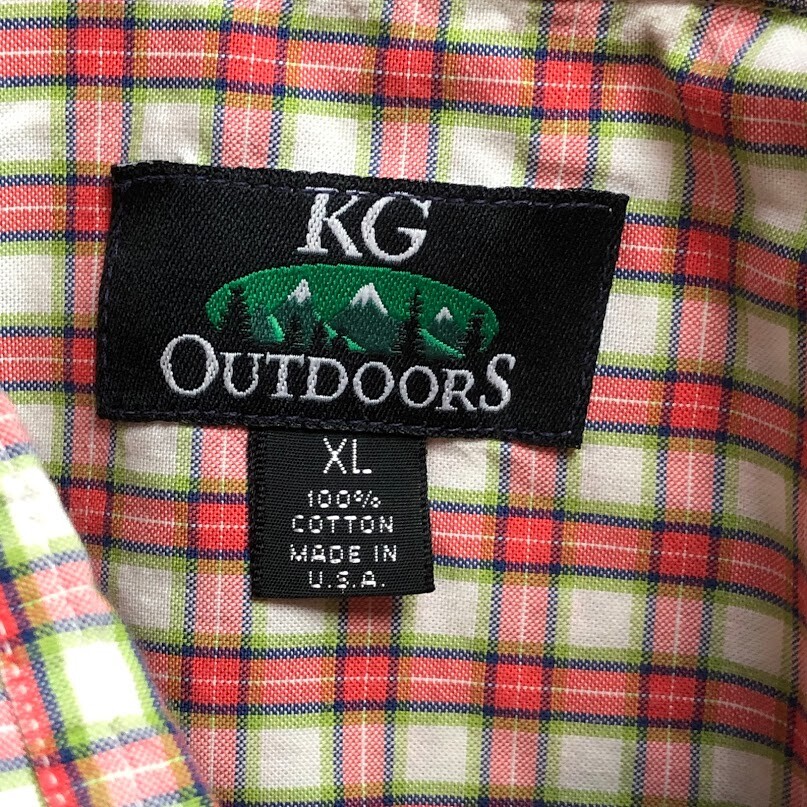 KG
OUTDOORS
XL
100%
COTTON
MADE IN
U.S.A.